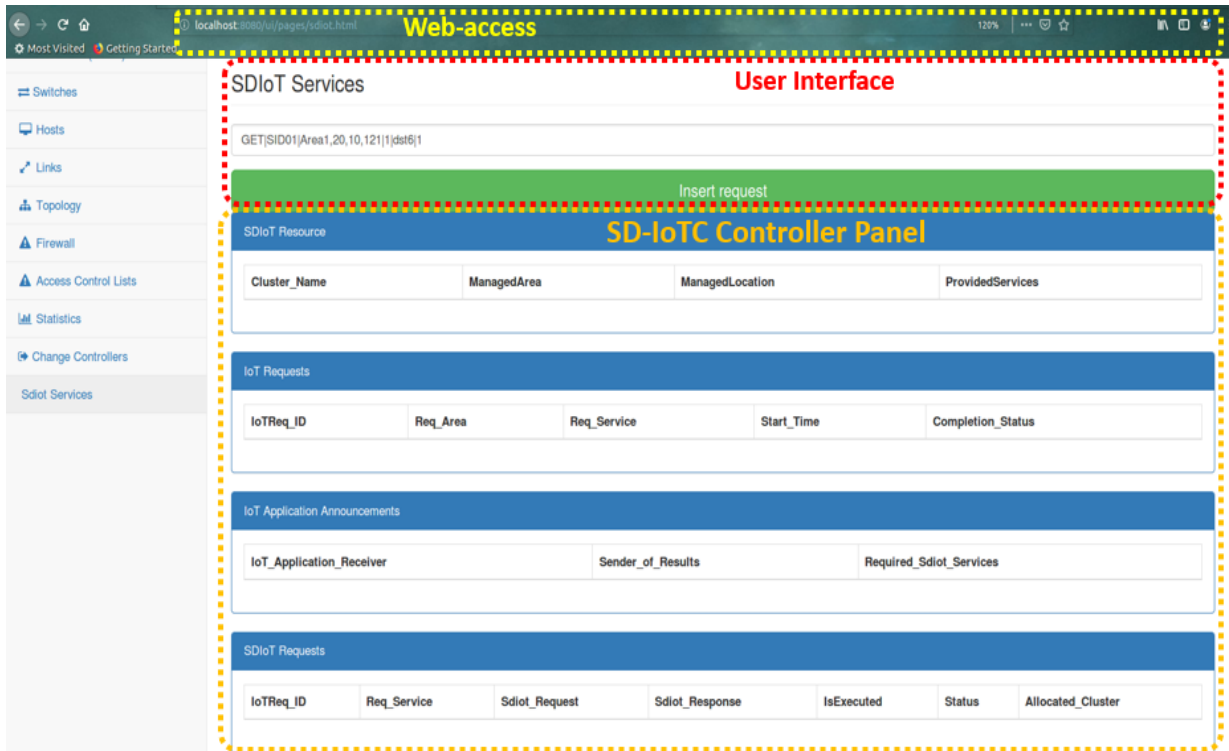 localhost:8080/ui/pages/sdiot.html
Web-access
120%
Most Visited Getting Started
Switches
Hosts
Links
Topology
Firewall
Access Control Lists
Statistics
Change Controllers
Sdiot Services
SDIoT Services
User Interface
GET|SID01|Area1,20,10,121|1|dst6|1
Insert request
SDIoT Resource
SD-IoTC Controller Panel
Cluster_Name ManagedArea ManagedLocation ProvidedServices
IoT Requests
IoTReq_ID Req_Area Req_Service Start_Time Completion_Status
IoT Application Announcements
IoT_Application_Receiver Sender_of_Results Required_Sdiot_Services
SDIoT Requests
IoTReq_ID Req_Service Sdiot_Request Sdiot_Response IsExecuted Status Allocated_Cluster